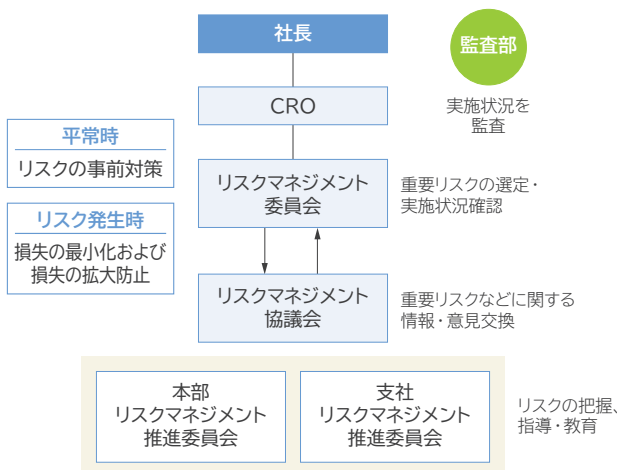 社長
監査部
実施状況を
監査
CRO
平常時
リスクの事前対策
リスク発生時
損失の最小化および
損失の拡大防止
リスクマネジメント
委員会
重要リスクの選定・
実施状況確認
リスクマネジメント
協議会
重要リスクなどに関する
情報・意見交換
本部
リスクマネジメント
推進委員会
支社
リスクマネジメント
推進委員会
リスクの把握、
指導・教育